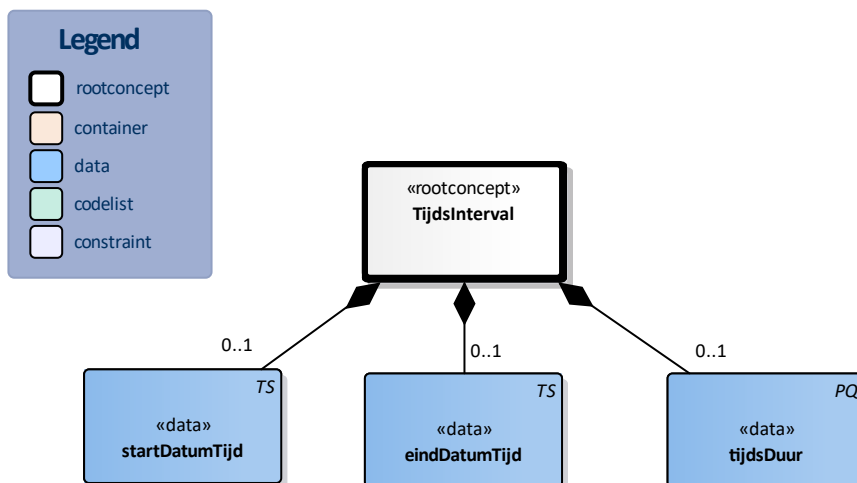 Legend
rootconcept
container
data
codelist
constraint
«rootconcept»
TijdsInterval
0..1
0..1
0..1
TS
«data»
startDatumTijd
TS
«data»
eindDatumTijd
PQ
«data»
tijdsDuur